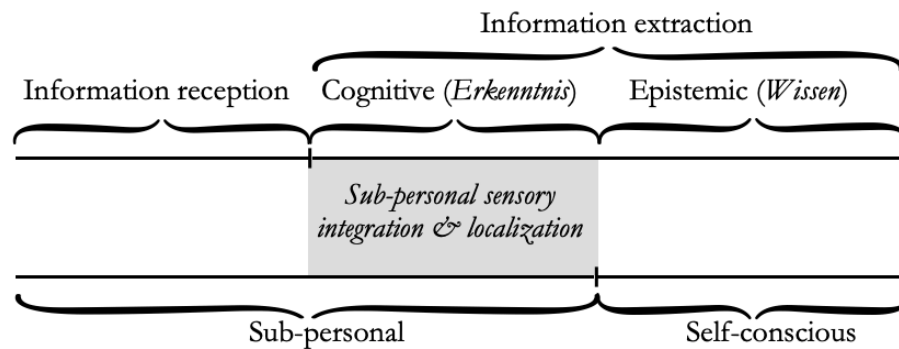 Information extraction
Information reception Cognitive (Erkenntnis) Epistemic (Wissen)
Sub-personal sensory
integration & localization
Sub-personal Self-conscious